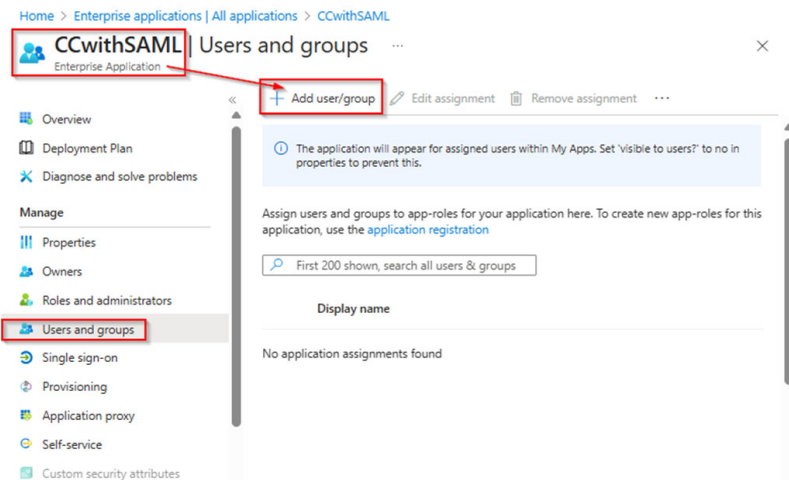 Home > Enterprise applications | All applications > CCwithSAML
CCwithSAML | Users and groups ...
Enterprise Application
Add user/group Edit assignment Remove assignment ...
Overview
Deployment Plan
Diagnose and solve problems
Manage
Properties
Owners
Roles and administrators
Users and groups
Single sign-on
Provisioning
Application proxy
Self-service
Custom security attributes
The application will appear for assigned users within My Apps. Set 'visible to users?' to no in
properties to prevent this.
Assign users and groups to app-roles for your application here. To create new app-roles for this
application, use the application registration
First 200 shown, search all users & groups
Display name
No application assignments found